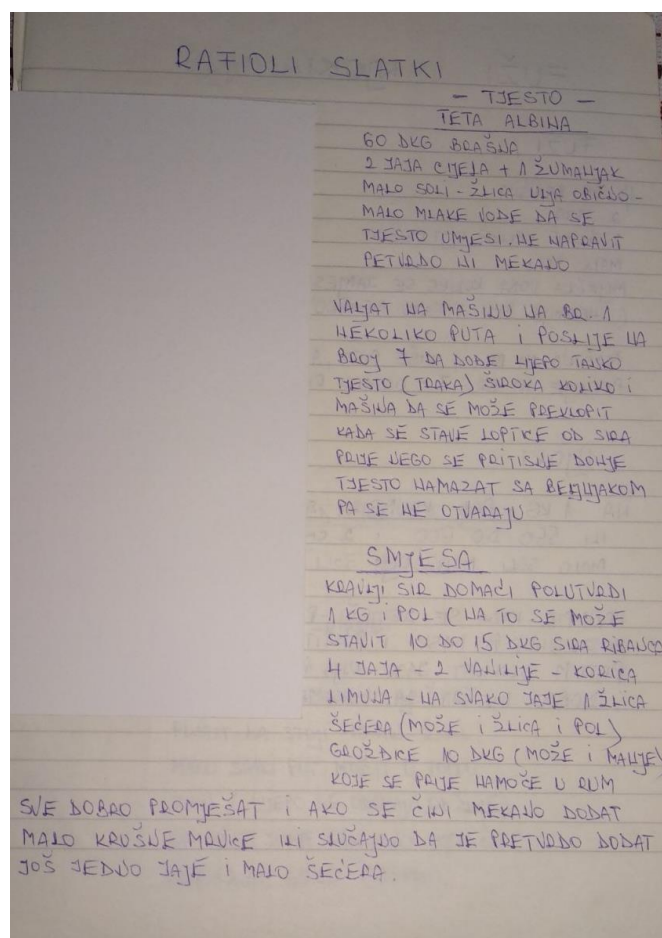 RAFIOLI SLATKI
- TJESTO -
TETA ALBINA
60 DKG BRAŠNA
2 JAJA CIJELA + 1 ŽUMANJAK
MALO SOLI - ŽLICA ULJA OBIČNO -
MALO MLAKE VODE DA SE
TJESTO UMJESI. NE NAPRAVIT
PETVRDO NI MEKANO
VALJAT NA MAŠINU NA BR. 1
NEKOLIKO PUTA I POSLIJE NA
BROJ 7 DA DOĐE LIJEPO TANKO
TJESTO (TRAKA) ŠIROKA KOLIKO I
MAŠINA DA SE MOŽE PREKLOPIT
KADA SE STAVE LOPTICE OD SIRA
PRIJE NEGO SE PRITISNE DONJE
TJESTO NAMAZAT SA BENJAKOM
PA SE NE OTVARAJU
SMJESA
KRAVLJI SIR DOMAĆI POLUTVRDI
1 KG I POL (NA TO SE MOŽE
STAVIT 10 DO 15 DKG SIRA RIBANCA
4 JAJA - 2 VANILIJE - KORICA
LIMUNA - NA SVAKO JAJE 1 ŽLICA
ŠEĆERA (MOŽE I ŽLICA I POL)
GROŽĐICE 10 DKG (MOŽE I MANJE)
KOJE SE PRIJE NAMOČE U RUM
SVE DOBRO PROMJEŠAT I AKO SE ČINI MEKANO DODAT
MALO KRUŠNE MRVICE ILI SLUČAJNO DA JE PRETVRDO DODAT
JOŠ JEDNO JAJE I MALO ŠEĆERA.